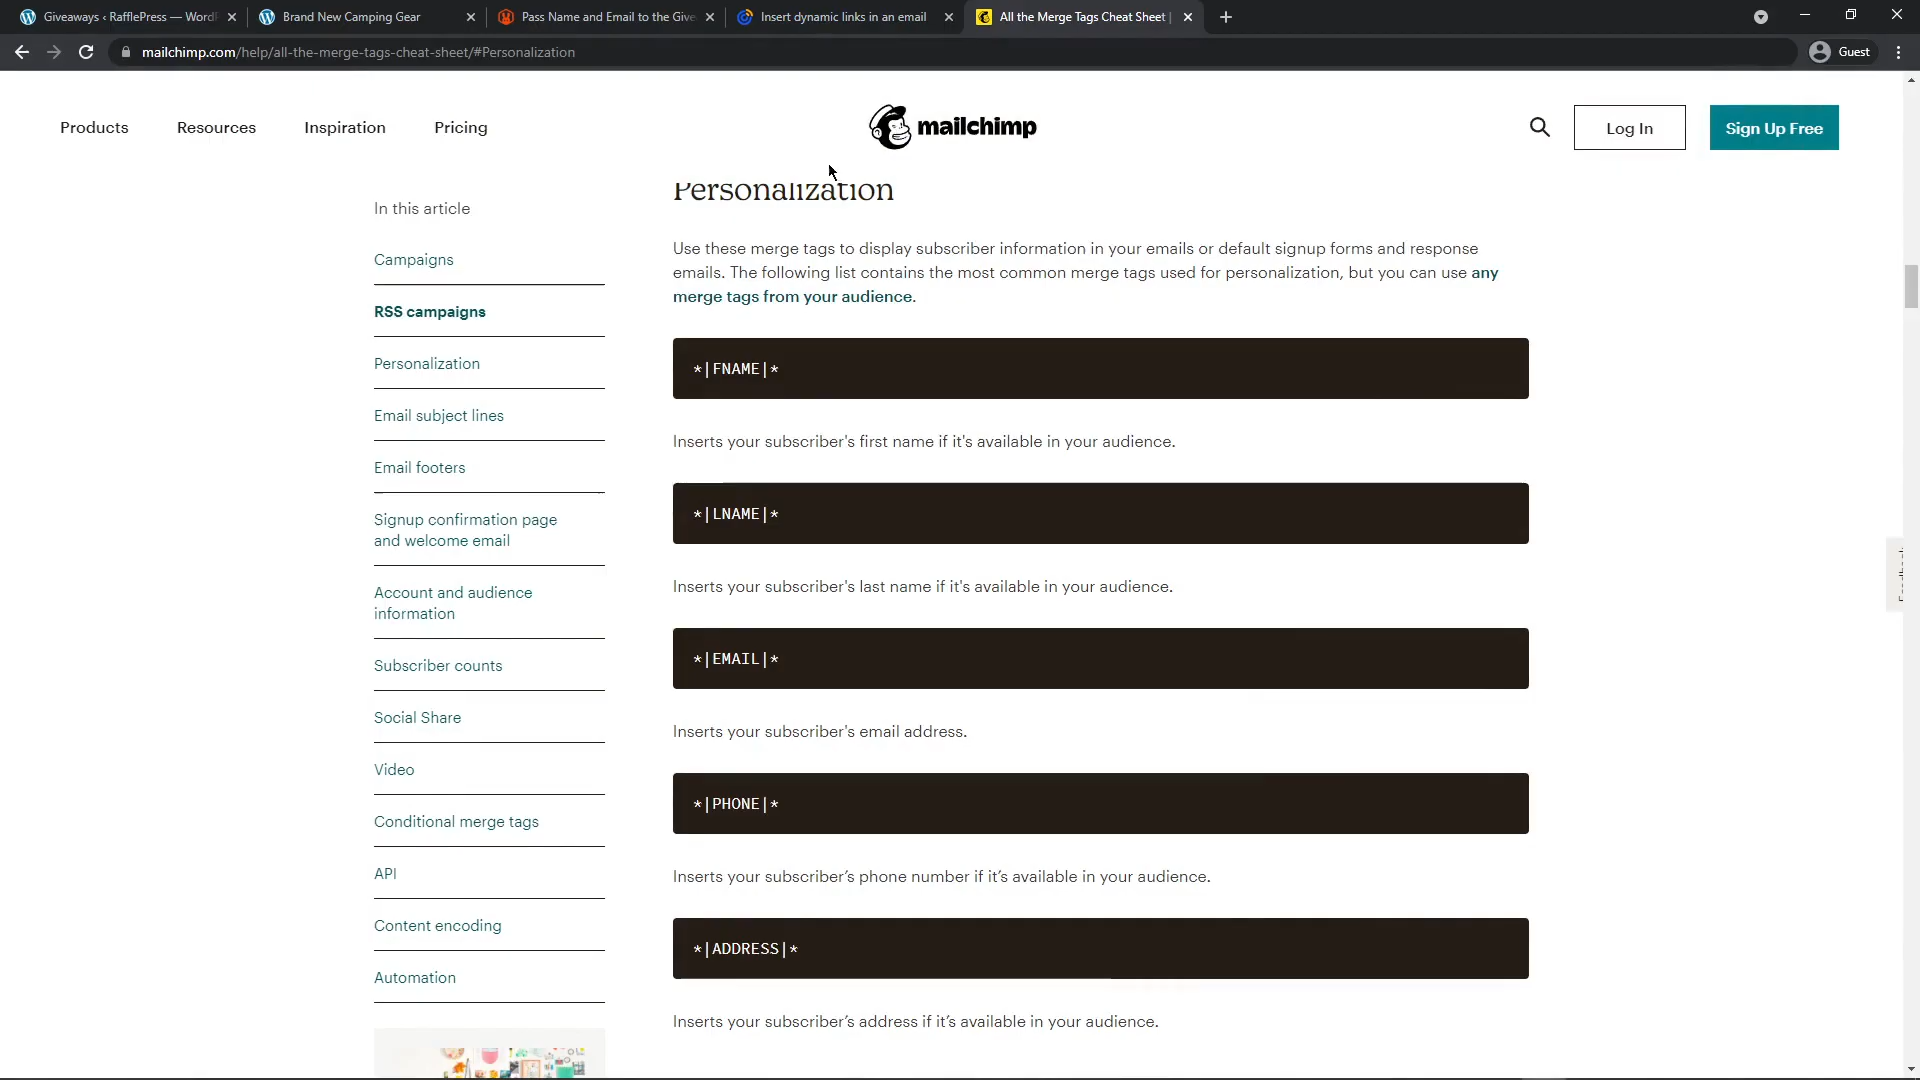 Giveaways ‹ RafflePress — Word
Brand New Camping Gear
Pass Name and Email to the Give
Insert dynamic links in an email
All the Merge Tags Cheat Sheet |
mailchimp.com/help/all-the-merge-tags-cheat-sheet/#Personalization
Guest
Products
Resources
Inspiration
Pricing
mailchimp
Log In
Sign Up Free
In this article
Campaigns
RSS campaigns
Personalization
Email subject lines
Email footers
Signup confirmation page
and welcome email
Account and audience
information
Subscriber counts
Social Share
Video
Conditional merge tags
API
Content encoding
Automation
Personalization
Use these merge tags to display subscriber information in your emails or default signup forms and response
emails. The following list contains the most common merge tags used for personalization, but you can use any
merge tags from your audience.
*|FNAME|*
Inserts your subscriber's first name if it's available in your audience.
*|LNAME|*
Inserts your subscriber's last name if it's available in your audience.
*|EMAIL|*
Inserts your subscriber's email address.
*|PHONE|*
Inserts your subscriber’s phone number if it’s available in your audience.
*|ADDRESS|*
Inserts your subscriber’s address if it’s available in your audience.